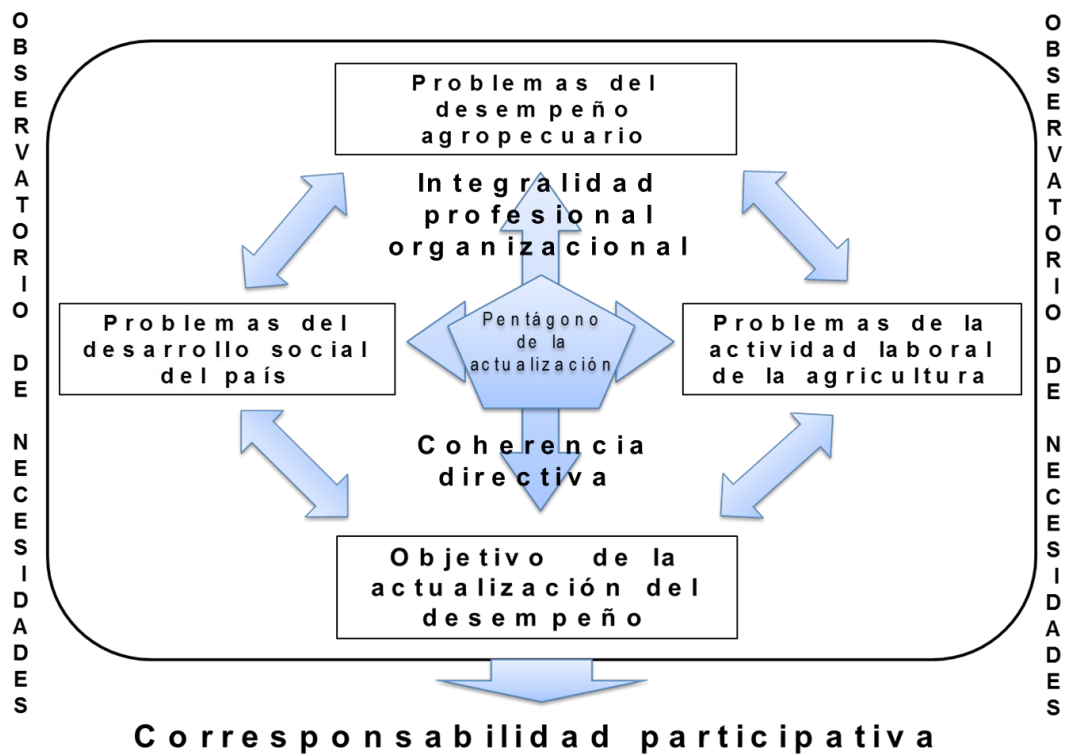 OBSERVATORIO DE NECESIDADES
Problemas del
desempeño
agropecuario
Integralidad
profesional
organizacional
Problemas del
desarrollo social
del país
Pentágono
de la
actualización
Problemas de la
actividad laboral
de la agricultura
Coherencia
directiva
Objetivo de la
actualización del
desempeño
OBSERVATORIO DE NECESIDADES
Corresponsabilidad participativa